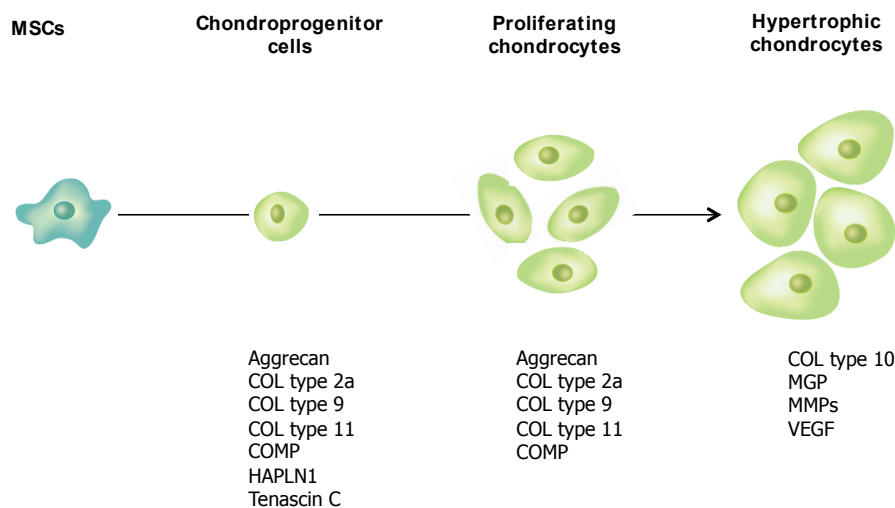 MSCs
Chondroprogenitor
cells
Proliferating
chondrocytes
Hypertrophic
chondrocytes
Aggrecan
COL type 2a
COL type 9
COL type 11
COMP
HAPLN1
Tenascin C
Aggrecan
COL type 2a
COL type 9
COL type 11
COMP
COL type 10
MGP
MMPs
VEGF